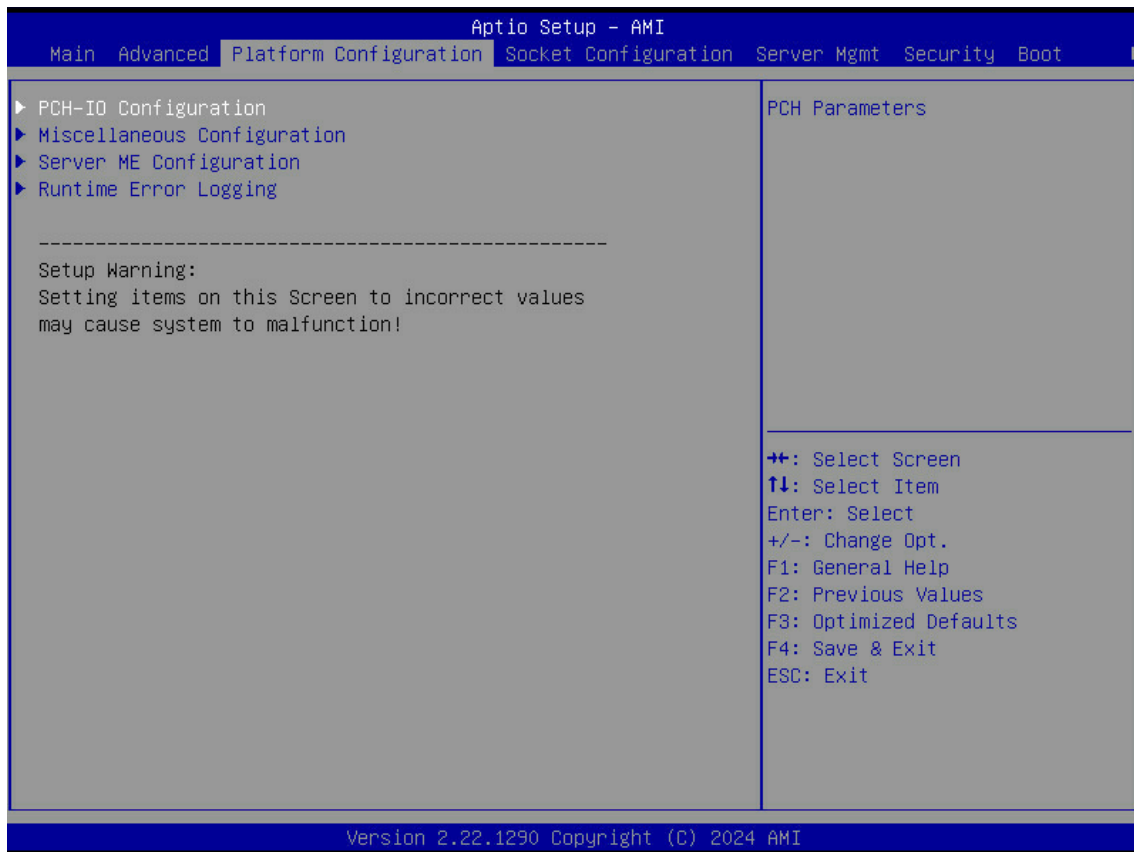 Aptio Setup – AMI
Main Advanced Platform Configuration Socket Configuration Server Mgmt Security Boot
▶ PCH-IO Configuration
▶ Miscellaneous Configuration
▶ Server ME Configuration
▶ Runtime Error Logging
--------------------------------------------------
Setup Warning:
Setting items on this Screen to incorrect values
may cause system to malfunction!
PCH Parameters
→←: Select Screen
↑↓: Select Item
Enter: Select
+/-: Change Opt.
F1: General Help
F2: Previous Values
F3: Optimized Defaults
F4: Save & Exit
ESC: Exit
Version 2.22.1290 Copyright (C) 2024 AMI